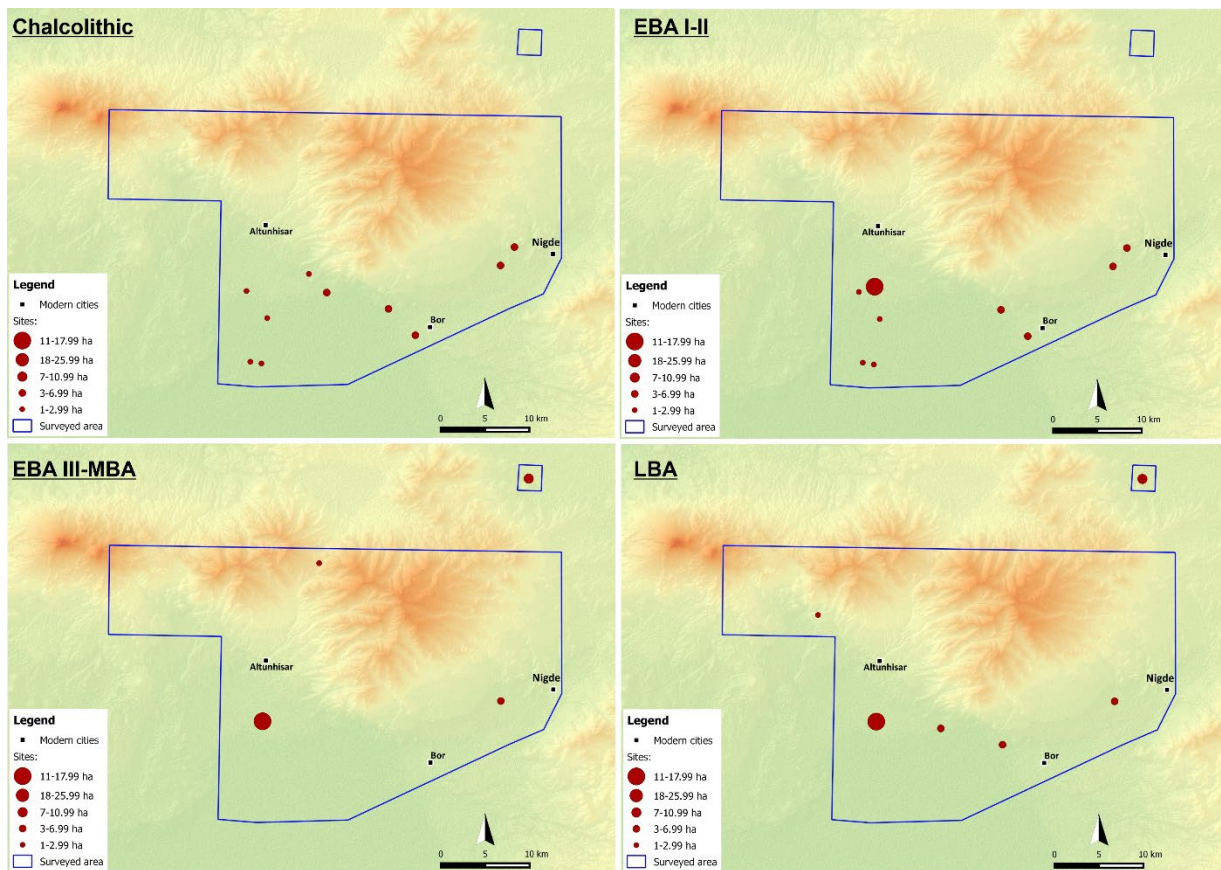 Chalcolithic
Altunhisar
Nigde
Bor
Legend
Modern cities
Sites:
11-17.99 ha
18-25.99 ha
7-10.99 ha
3-6.99 ha
1-2.99 ha
Surveyed area
0 5 10 km
EBA I-II
Altunhisar
Nigde
Bor
Legend
Modern cities
Sites:
11-17.99 ha
18-25.99 ha
7-10.99 ha
3-6.99 ha
1-2.99 ha
Surveyed area
0 5 10 km
EBA III-MBA
Altunhisar
Nigde
Bor
Legend
Modern cities
Sites:
11-17.99 ha
18-25.99 ha
7-10.99 ha
3-6.99 ha
1-2.99 ha
Surveyed area
0 5 10 km
LBA
Altunhisar
Nigde
Bor
Legend
Modern cities
Sites:
11-17.99 ha
18-25.99 ha
7-10.99 ha
3-6.99 ha
1-2.99 ha
Surveyed area
0 5 10 km